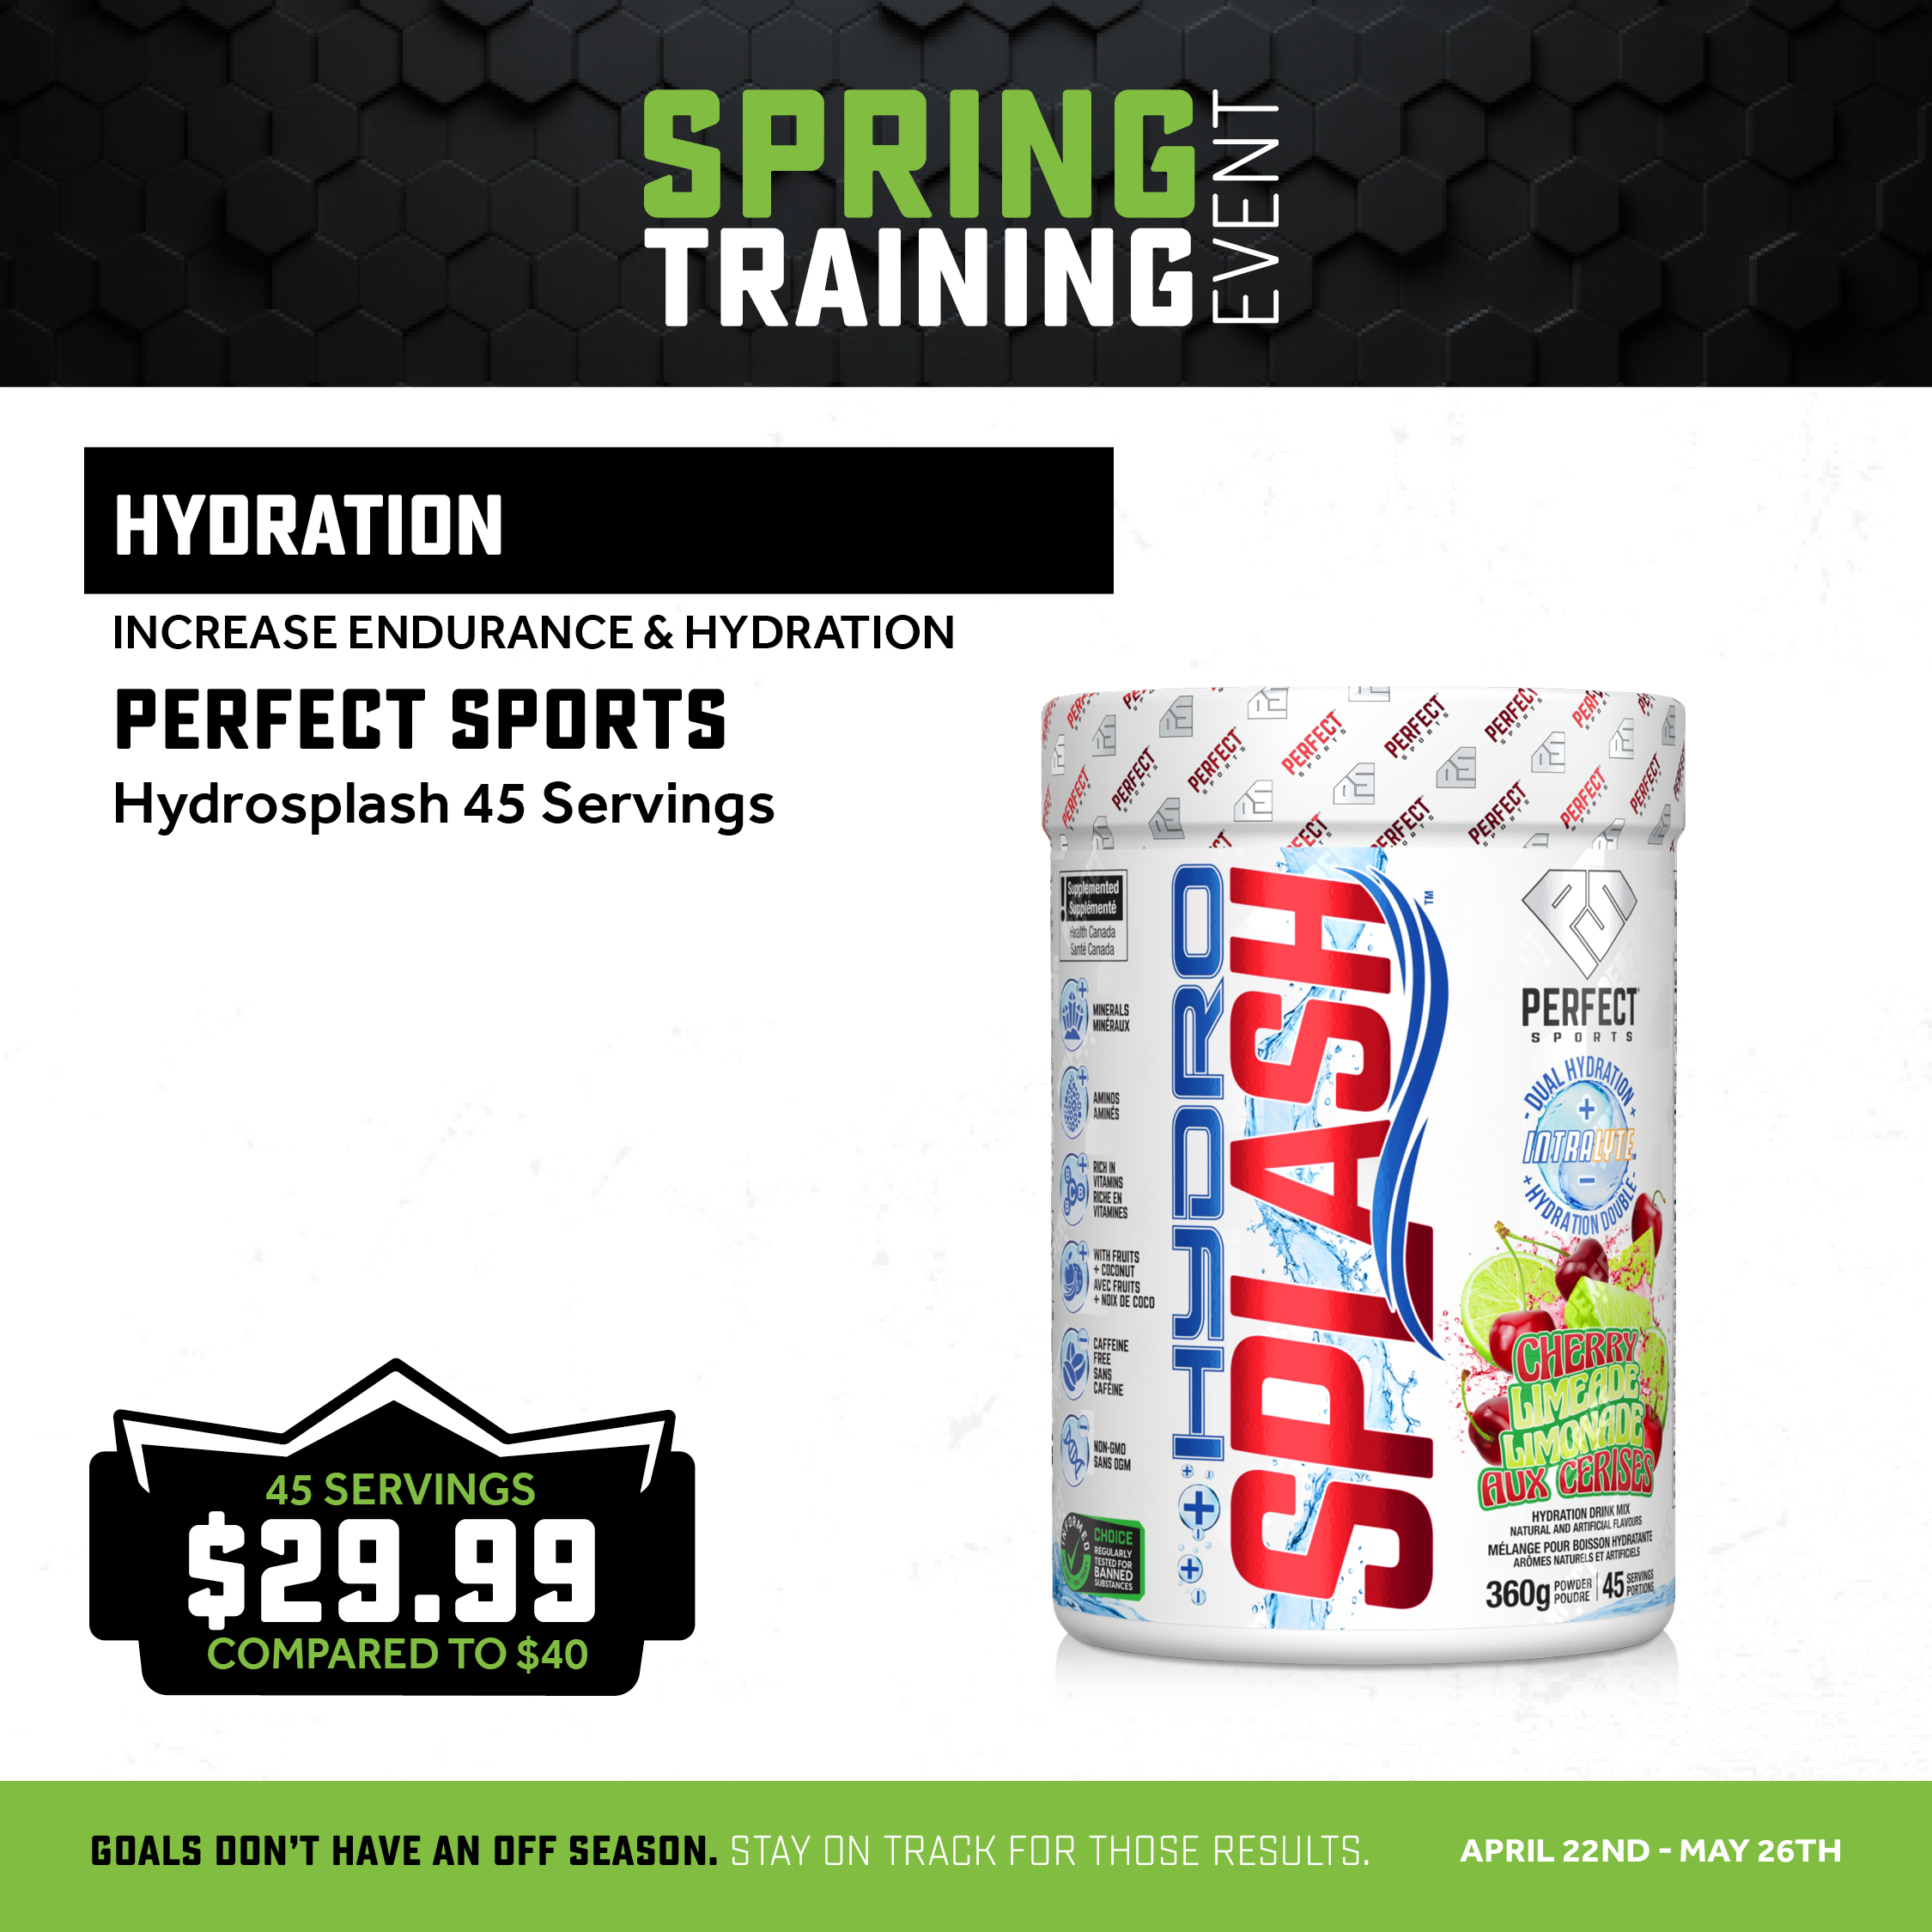 SPRING
TRAINING
EVENT
HYDRATION
INCREASE ENDURANCE & HYDRATION
PERFECT SPORTS
Hydrosplash 45 Servings
45 SERVINGS
$29.99
COMPARED TO $40
Supplemented
Supplémenté
Health Canada
Santé Canada
MINERALS
MINÉRAUX
AMINOS
AMINÉS
RICH IN
VITAMINS
RICHE EN
VITAMINES
WITH FRUITS
+ COCONUT
AVEC FRUITS
+ NOIX DE COCO
CAFFEINE
FREE
SANS
CAFÉINE
NON-GMO
SANS OGM
INFORMED
CHOICE
REGULARLY
TESTED FOR
BANNED
SUBSTANCES
HYDRO
SPLASH™
PERFECT
SPORTS
DUAL HYDRATION
INTRALYTE
HYDRATION DOUBLE
CHERRY
LIMEADE
LIMONADE
AUX CERISES
HYDRATION DRINK MIX
NATURAL AND ARTIFICIAL FLAVOURS
MÉLANGE POUR BOISSON HYDRATANTE
ARÔMES NATURELS ET ARTIFICIELS
360g POWDER POUDRE | 45 SERVINGS PORTIONS
GOALS DON'T HAVE AN OFF SEASON. STAY ON TRACK FOR THOSE RESULTS.
APRIL 22ND - MAY 26TH